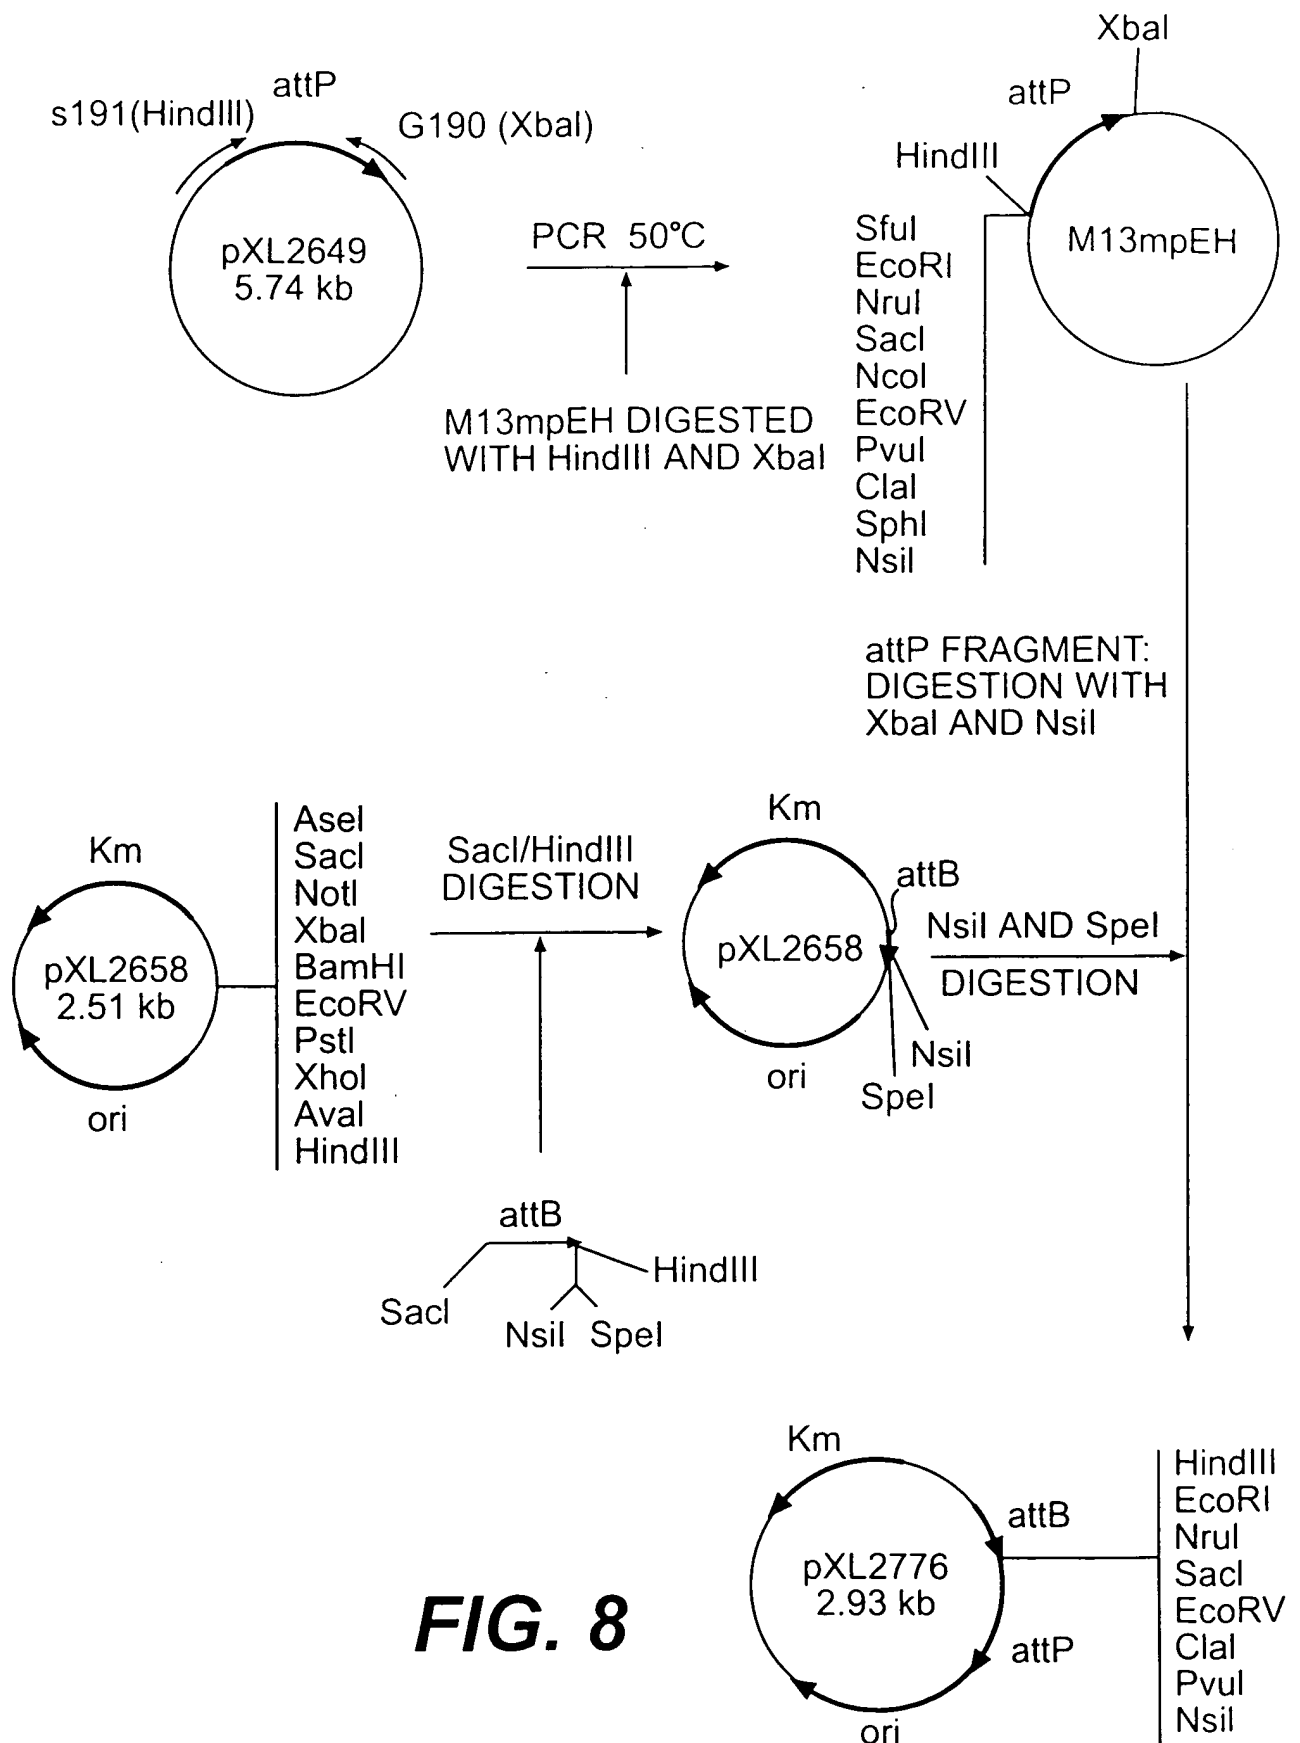 XbaI
attP
attP
s191(HindIII)
G190 (XbaI)
HindIII
pXL2649
5.74 kb
PCR 50°C
M13mpEH
SfuI
EcoRI
NruI
SacI
NcoI
EcoRV
PvuI
ClaI
SphI
NsiI
M13mpEH DIGESTED
WITH HindIII AND XbaI
attP FRAGMENT:
DIGESTION WITH
XbaI AND NsiI
Km
pXL2658
2.51 kb
ori
AseI
SacI
NotI
XbaI
BamHI
EcoRV
PstI
XhoI
AvaI
HindIII
SacI/HindIII
DIGESTION
Km
attB
pXL2658
ori
NsiI
SpeI
NsiI AND SpeI
DIGESTION
attB
HindIII
SacI
NsiI SpeI
Km
attB
pXL2776
2.93 kb
attP
ori
HindIII
EcoRI
NruI
SacI
EcoRV
ClaI
PvuI
NsiI
FIG. 8